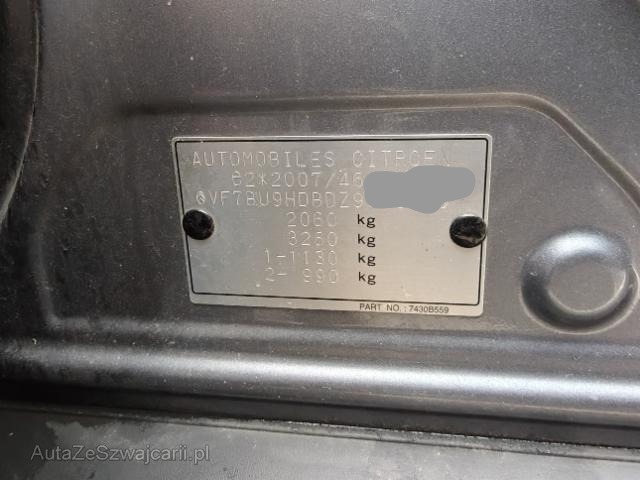 AUTOMOBILES CITROEN
e2*2007/46
VF7BU9HDBDZ9
2060 kg
3260 kg
1-1130 kg
2- 990 kg
PART NO. : 7430B559
AutaZeSzwajcarii.pl